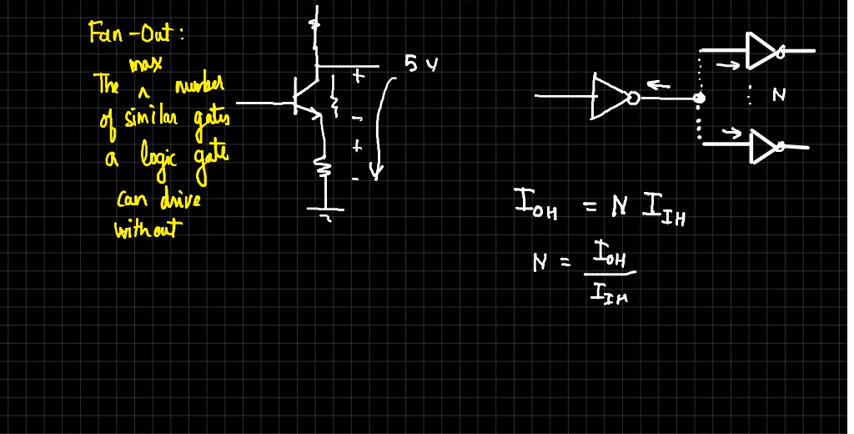 Fan-Out:
max
The ^ number
of similar gates
a logic gate
can drive
without
+
-
+
-
5 V
N
I_OH = N I_IH
N = I_OH / I_IH